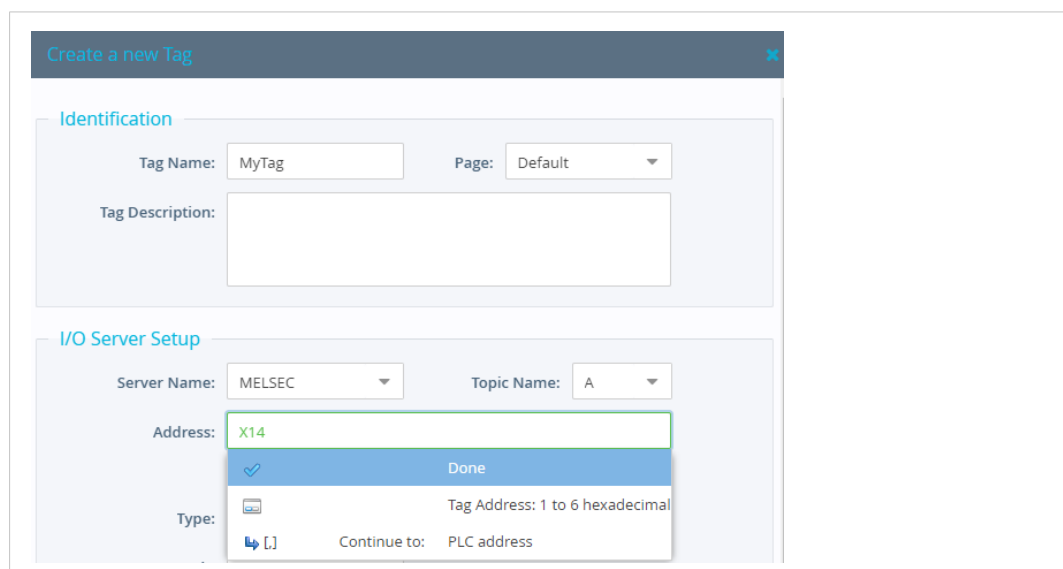 Create a new Tag
Identification
Tag Name: MyTag Page: Default
Tag Description:
I/O Server Setup
Server Name: MELSEC Topic Name: A
Address: X14
Done
Tag Address: 1 to 6 hexadecimal
Type:
[,] Continue to: PLC address